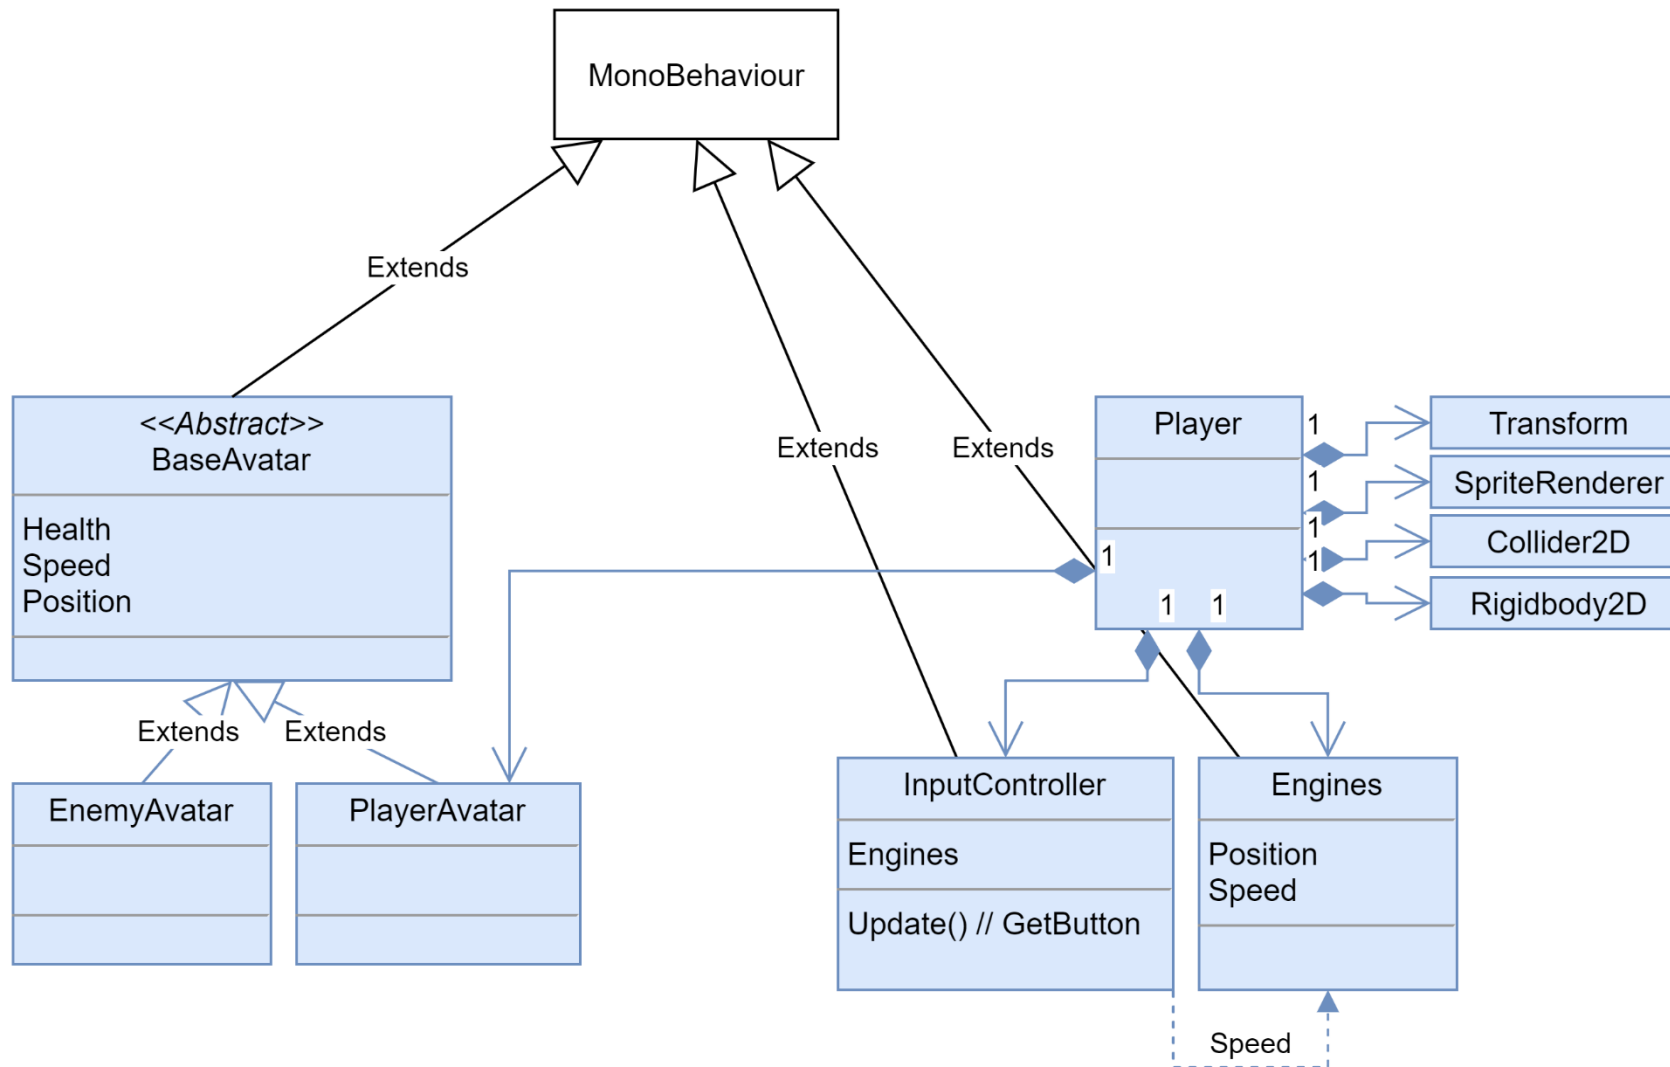 MonoBehaviour
Extends
Extends
Extends
<<Abstract>>
BaseAvatar
Health
Speed
Position
Extends
Extends
EnemyAvatar
PlayerAvatar
Player
1
1
1
1
1
1
1
Transform
SpriteRenderer
Collider2D
Rigidbody2D
InputController
Engines
Update() // GetButton
Engines
Position
Speed
Speed